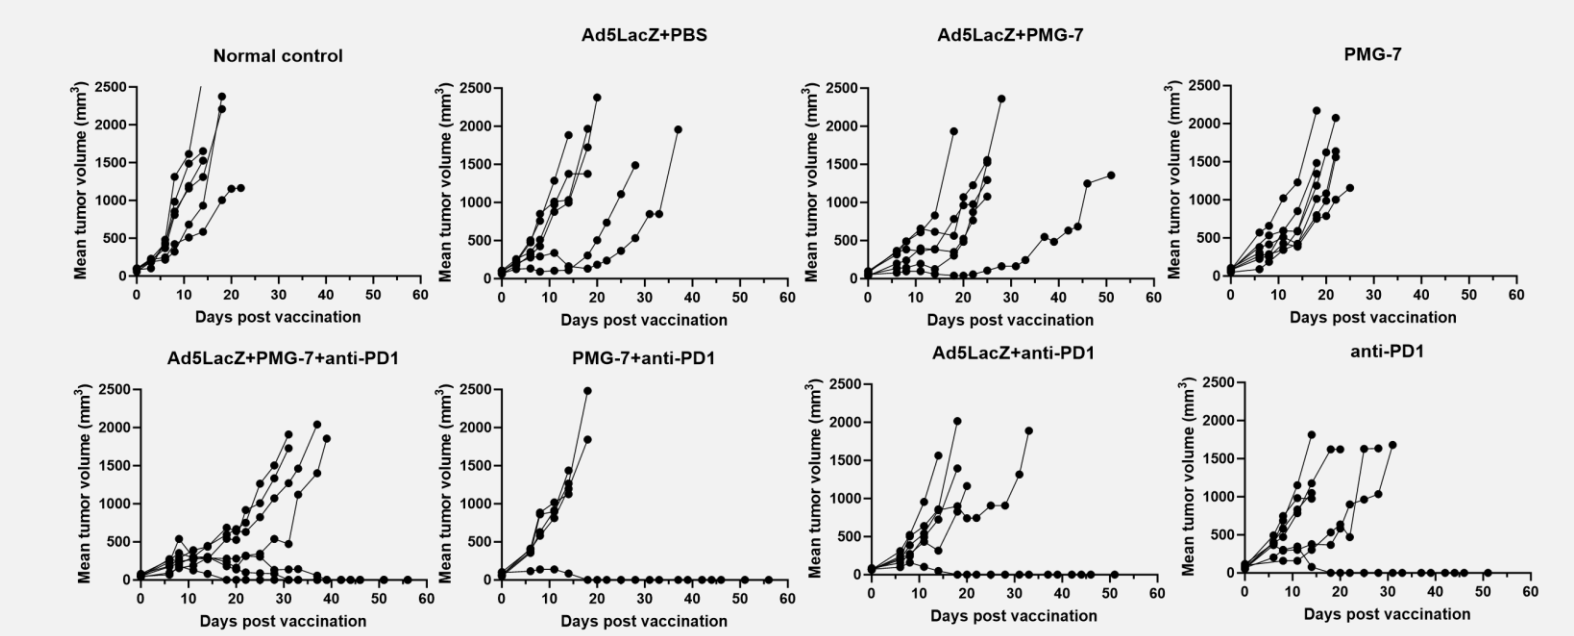 Normal control
Mean tumor volume (mm³)
2500
2000
1500
1000
500
0
0 10 20 30 40 50 60
Days post vaccination
Ad5LacZ+PBS
Mean tumor volume (mm³)
2500
2000
1500
1000
500
0
0 10 20 30 40 50 60
Days post vaccination
Ad5LacZ+PMG-7
Mean tumor volume (mm³)
2500
2000
1500
1000
500
0
0 10 20 30 40 50 60
Days post vaccination
PMG-7
Mean tumor volume (mm³)
2500
2000
1500
1000
500
0
0 10 20 30 40 50 60
Days post vaccination
Ad5LacZ+PMG-7+anti-PD1
Mean tumor volume (mm³)
2500
2000
1500
1000
500
0
0 10 20 30 40 50 60
Days post vaccination
PMG-7+anti-PD1
Mean tumor volume (mm³)
2500
2000
1500
1000
500
0
0 10 20 30 40 50 60
Days post vaccination
Ad5LacZ+anti-PD1
Mean tumor volume (mm³)
2500
2000
1500
1000
500
0
0 10 20 30 40 50 60
Days post vaccination
anti-PD1
Mean tumor volume (mm³)
2500
2000
1500
1000
500
0
0 10 20 30 40 50 60
Days post vaccination